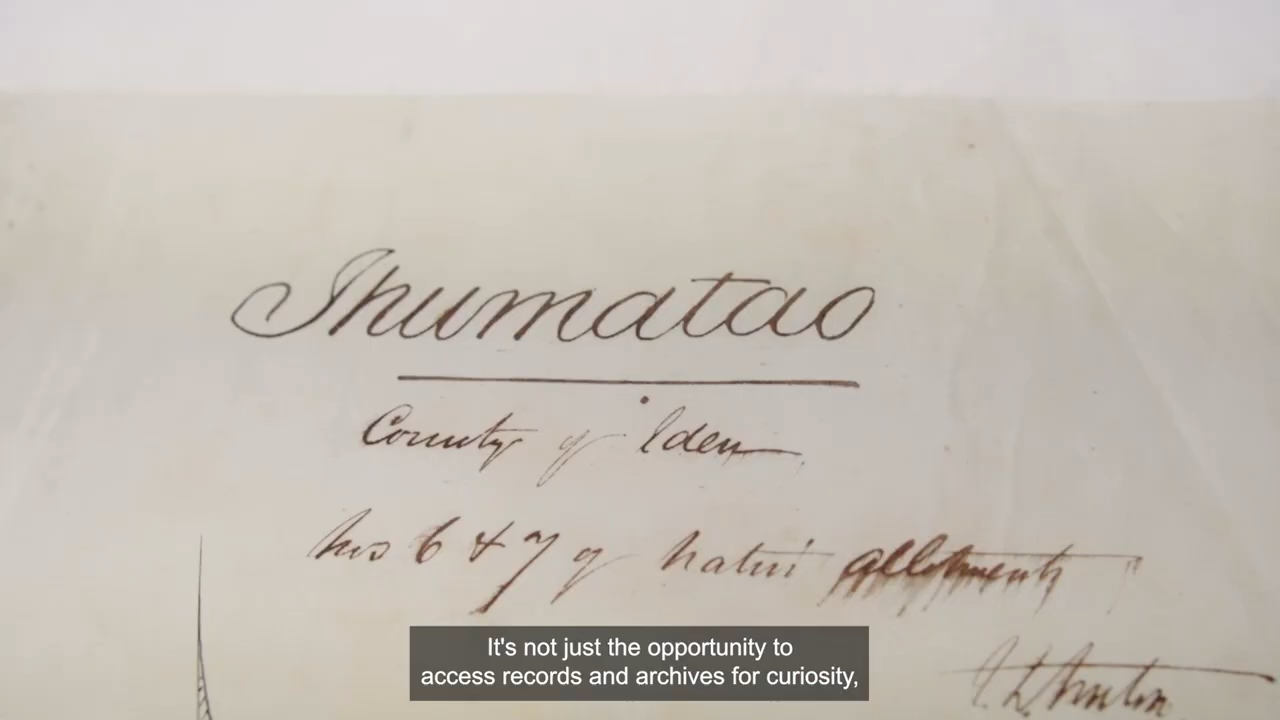 Ihumatao
County of Eden
Nos 6 & 7 of Native allotments
It's not just the opportunity to
access records and archives for curiosity,